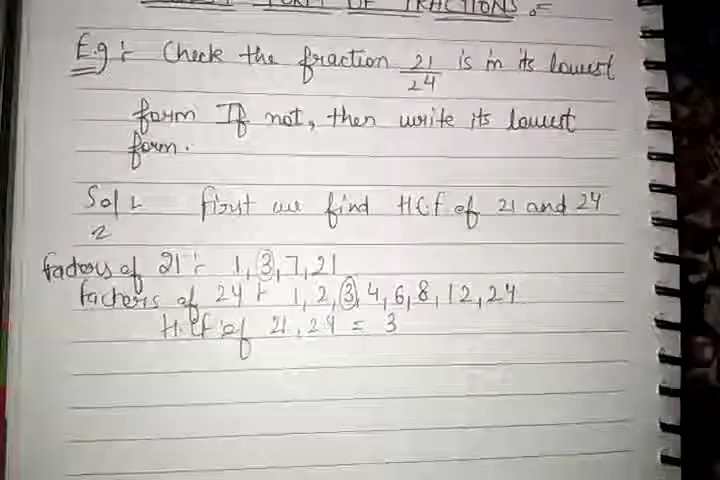 FORM OF FRACTIONS :-
E.g :- Check the fraction 21/24 is in its lowest
form If not, then write its lowest
form.
Sol :- first we find H.C.f of 21 and 24
factors of 21 :- 1, 3, 7, 21
factors of 24 :- 1, 2, 3, 4, 6, 8, 12, 24
H.C.f of 21, 24 = 3